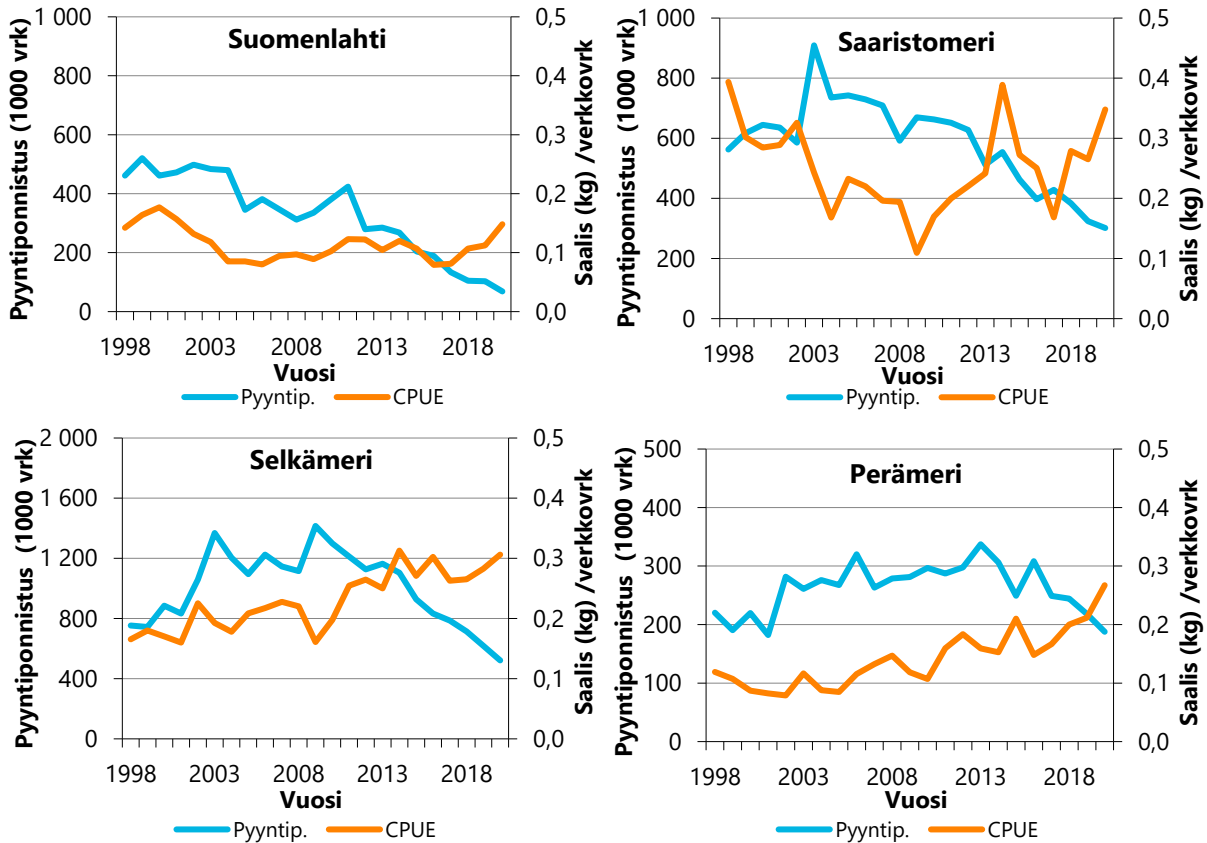 Suomenlahti
Pyyntiponnistus (1000 vrk)
1 000
800
600
400
200
0
0,5
0,4
0,3
0,2
0,1
0,0
Saalis (kg) /verkkovrk
1998 2003 2008 2013 2018
Vuosi
Pyyntip. CPUE
Saaristomeri
Pyyntiponnistus (1000 vrk)
1 000
800
600
400
200
0
0,5
0,4
0,3
0,2
0,1
0,0
Saalis (kg) /verkkovrk
1998 2003 2008 2013 2018
Vuosi
Pyyntip. CPUE
Selkämeri
Pyyntiponnistus (1000 vrk)
2 000
1 600
1 200
800
400
0
0,5
0,4
0,3
0,2
0,1
0,0
Saalis (kg) /verkkovrk
1998 2003 2008 2013 2018
Vuosi
Pyyntip. CPUE
Perämeri
Pyyntiponnistus (1000 vrk)
500
400
300
200
100
0
0,5
0,4
0,3
0,2
0,1
0,0
Saalis (kg) /verkkovrk
1998 2003 2008 2013 2018
Vuosi
Pyyntip. CPUE